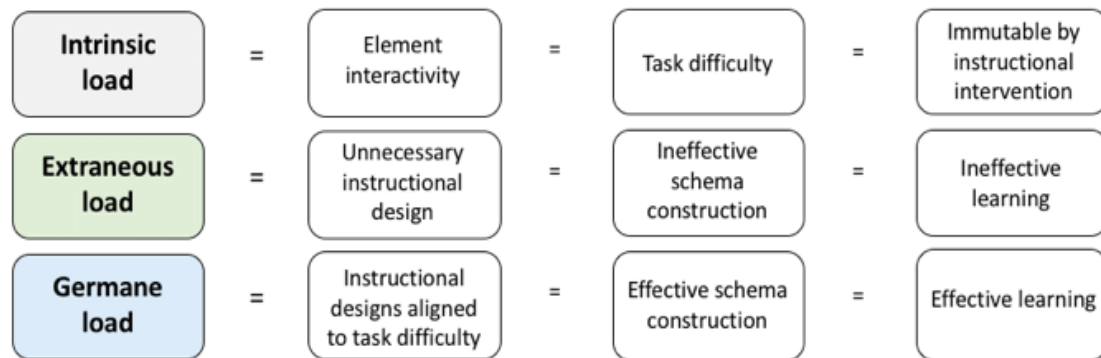 Intrinsic
load
=
Element
interactivity
=
Task difficulty
=
Immutable by
instructional
intervention
Extraneous
load
=
Unnecessary
instructional
design
=
Ineffective
schema
construction
=
Ineffective
learning
Germane
load
=
Instructional
designs aligned
to task difficulty
=
Effective schema
construction
=
Effective learning